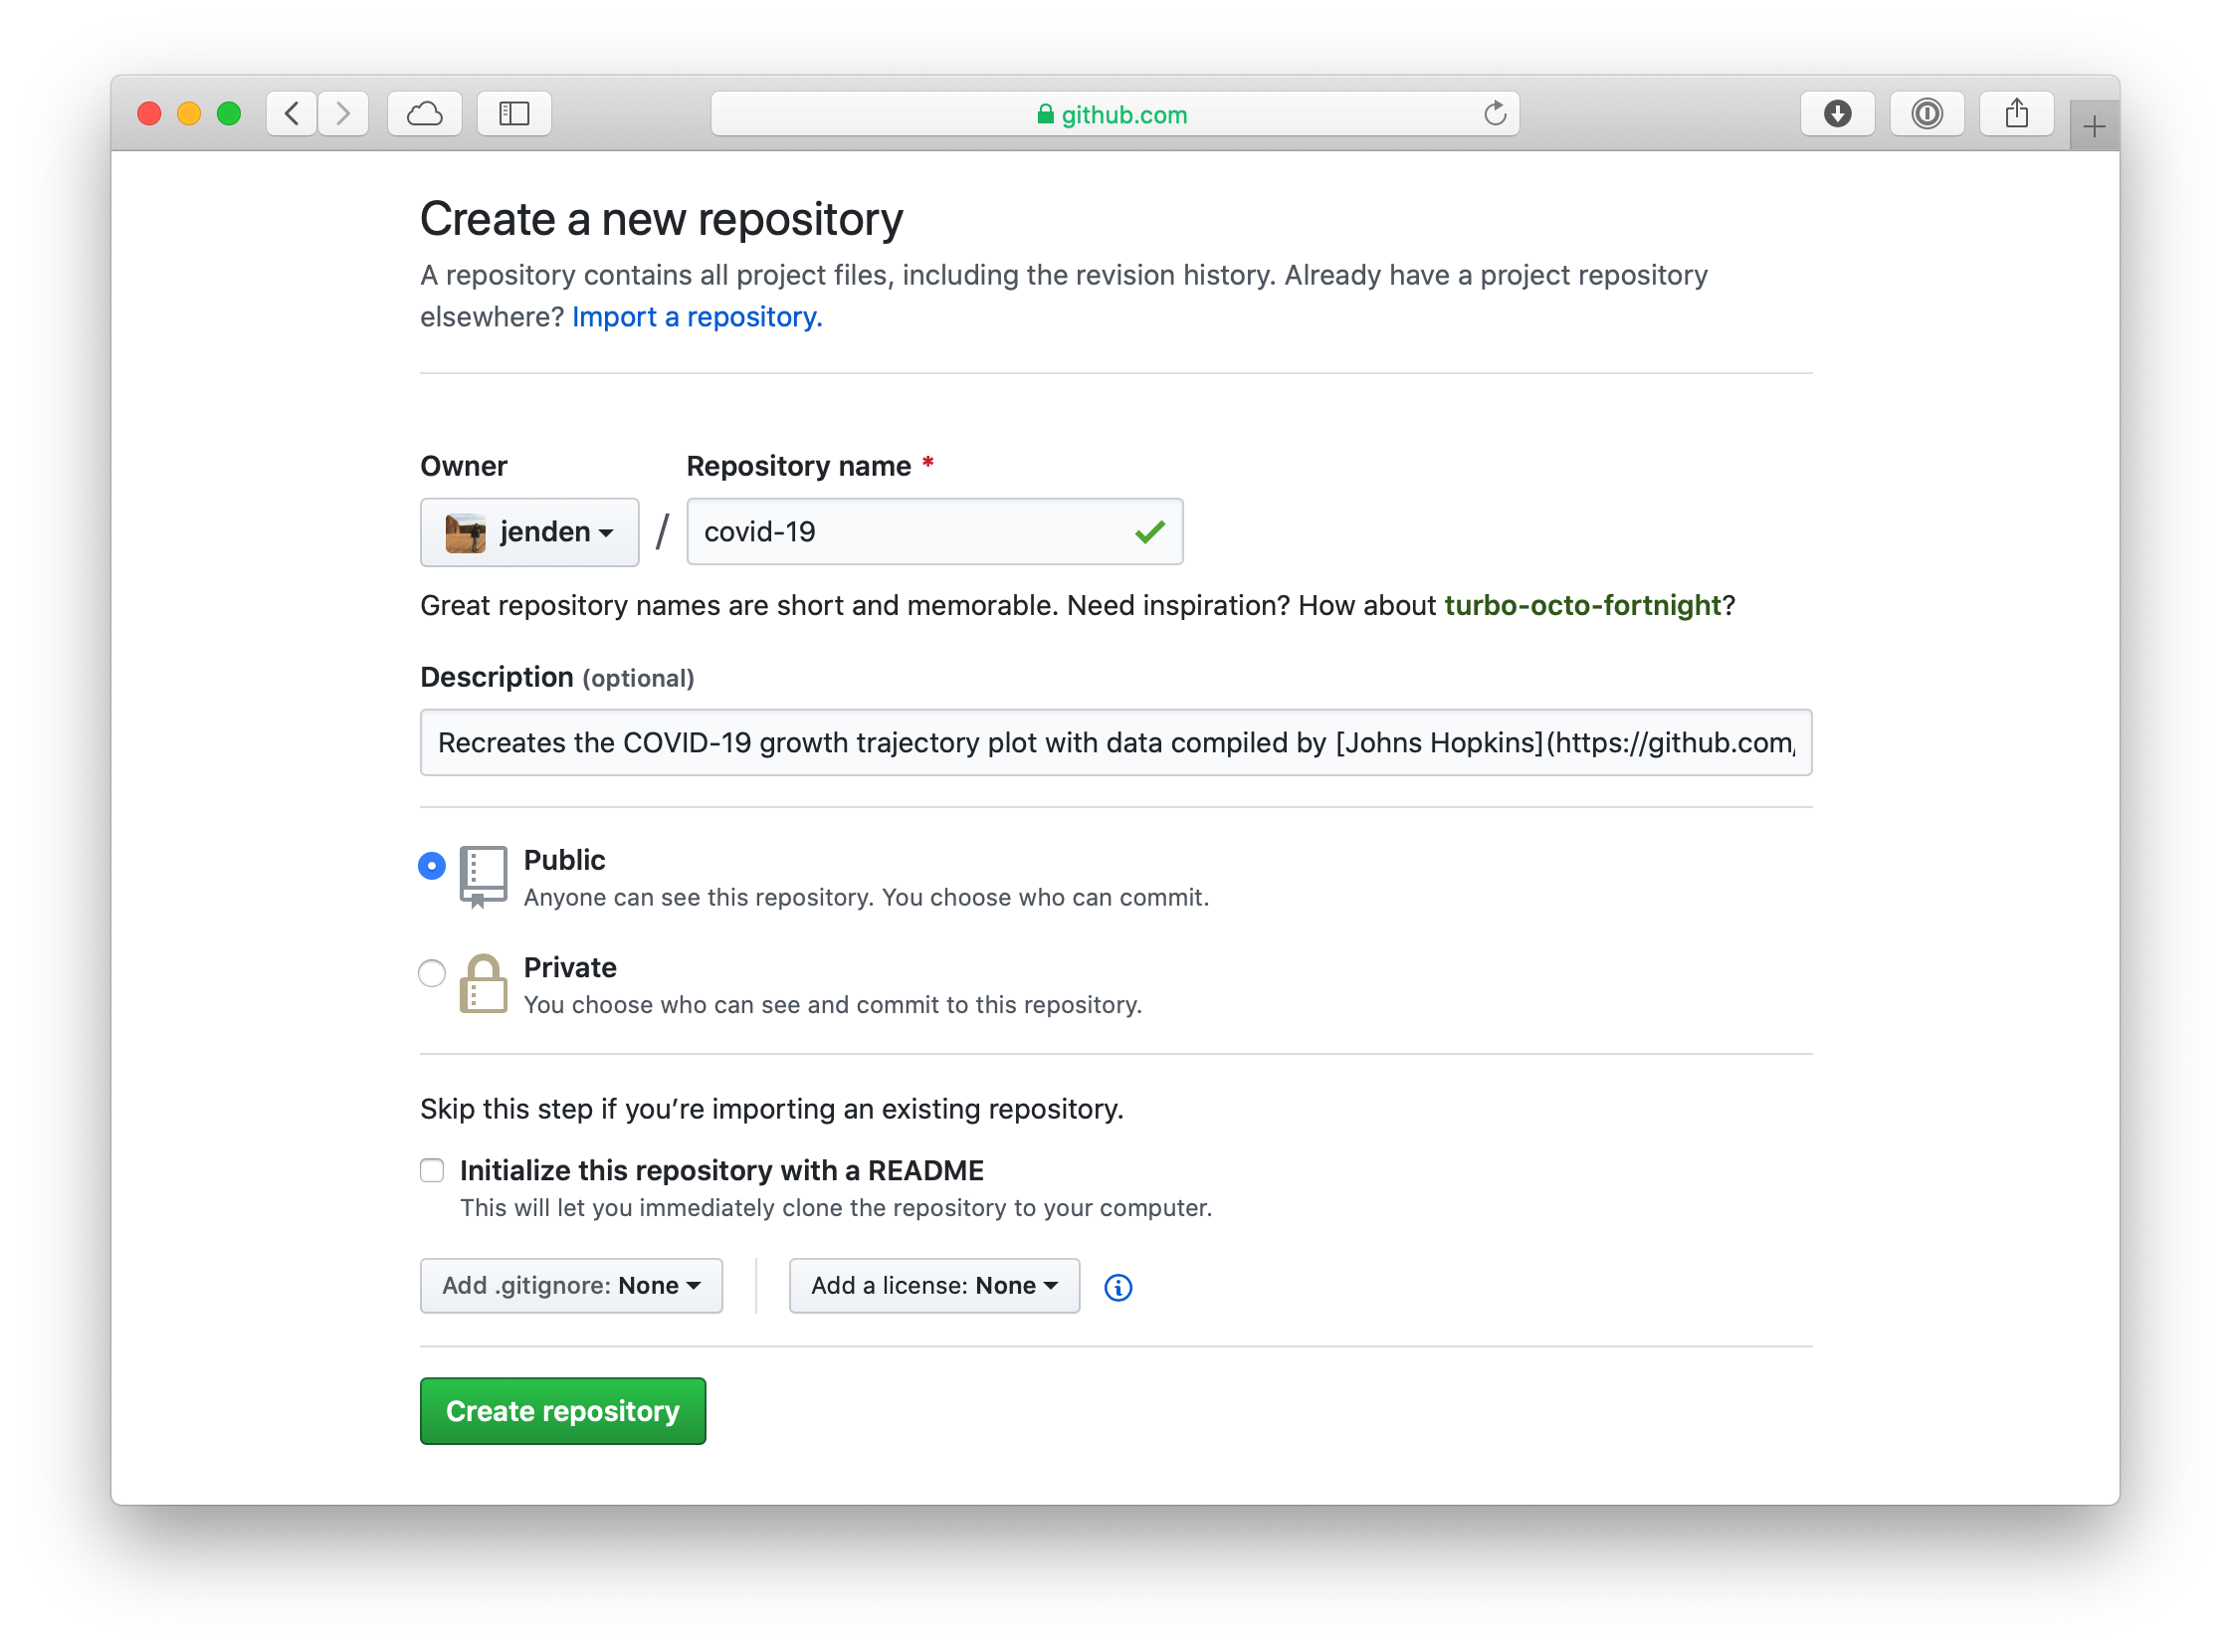 github.com
Create a new repository
A repository contains all project files, including the revision history. Already have a project repository
elsewhere? Import a repository.
Owner Repository name *
jenden / covid-19
Great repository names are short and memorable. Need inspiration? How about turbo-octo-fortnight?
Description (optional)
Recreates the COVID-19 growth trajectory plot with data compiled by [Johns Hopkins](https://github.com/
Public
Anyone can see this repository. You choose who can commit.
Private
You choose who can see and commit to this repository.
Skip this step if you’re importing an existing repository.
Initialize this repository with a README
This will let you immediately clone the repository to your computer.
Add .gitignore: None Add a license: None
Create repository